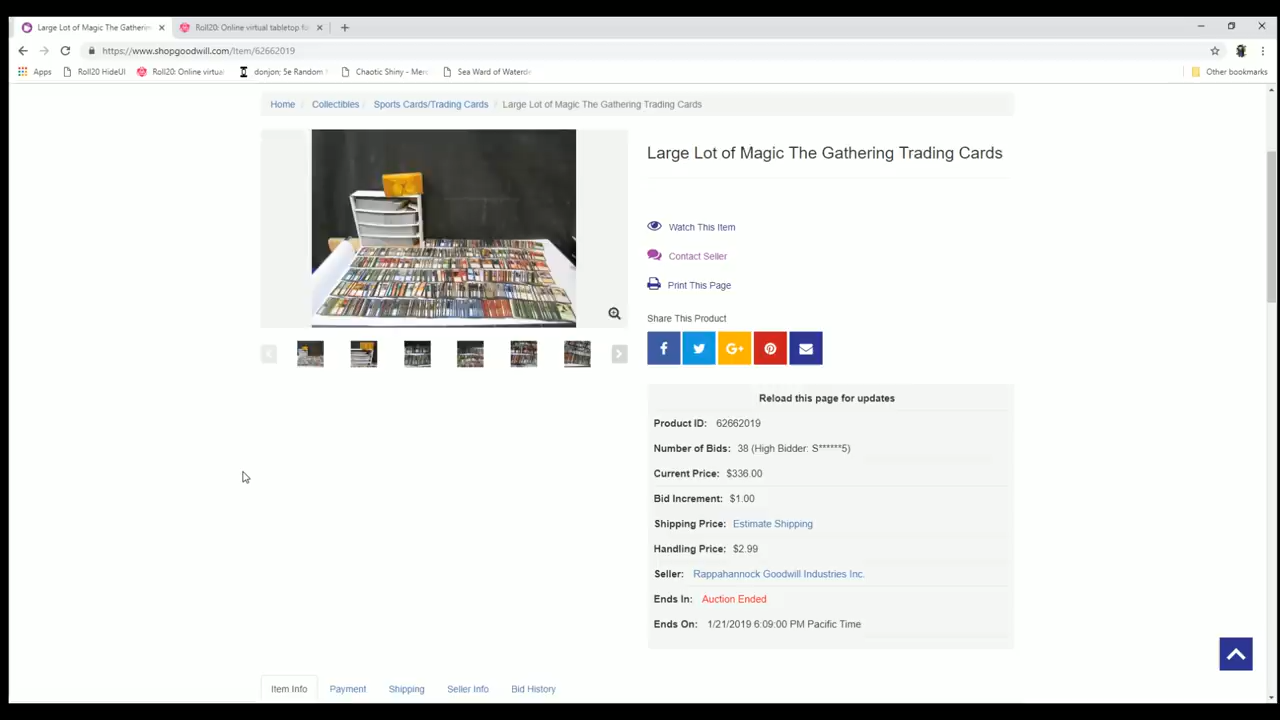 Large Lot of Magic The Gatherin
Roll20: Online virtual tabletop fo
https://www.shopgoodwill.com/Item/62662019
Apps
Roll20 HideUI
Roll20: Online virtual
donjon; 5e Random
Chaotic Shiny - Merc
Sea Ward of Waterde
Other bookmarks
Home / Collectibles / Sports Cards/Trading Cards / Large Lot of Magic The Gathering Trading Cards
Large Lot of Magic The Gathering Trading Cards
Watch This Item
Contact Seller
Print This Page
Share This Product
Reload this page for updates
Product ID: 62662019
Number of Bids: 38 (High Bidder: S******5)
Current Price: $336.00
Bid Increment: $1.00
Shipping Price: Estimate Shipping
Handling Price: $2.99
Seller: Rappahannock Goodwill Industries Inc.
Ends In: Auction Ended
Ends On: 1/21/2019 6:09:00 PM Pacific Time
Item Info
Payment
Shipping
Seller Info
Bid History